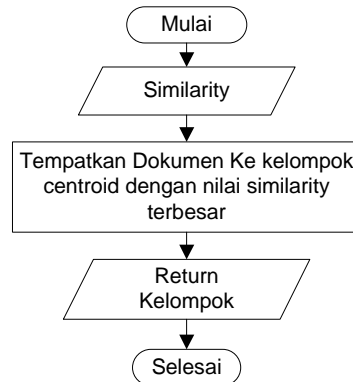 Mulai
Similarity
Tempatkan Dokumen Ke kelompok
centroid dengan nilai similarity
terbesar
Return
Kelompok
Selesai